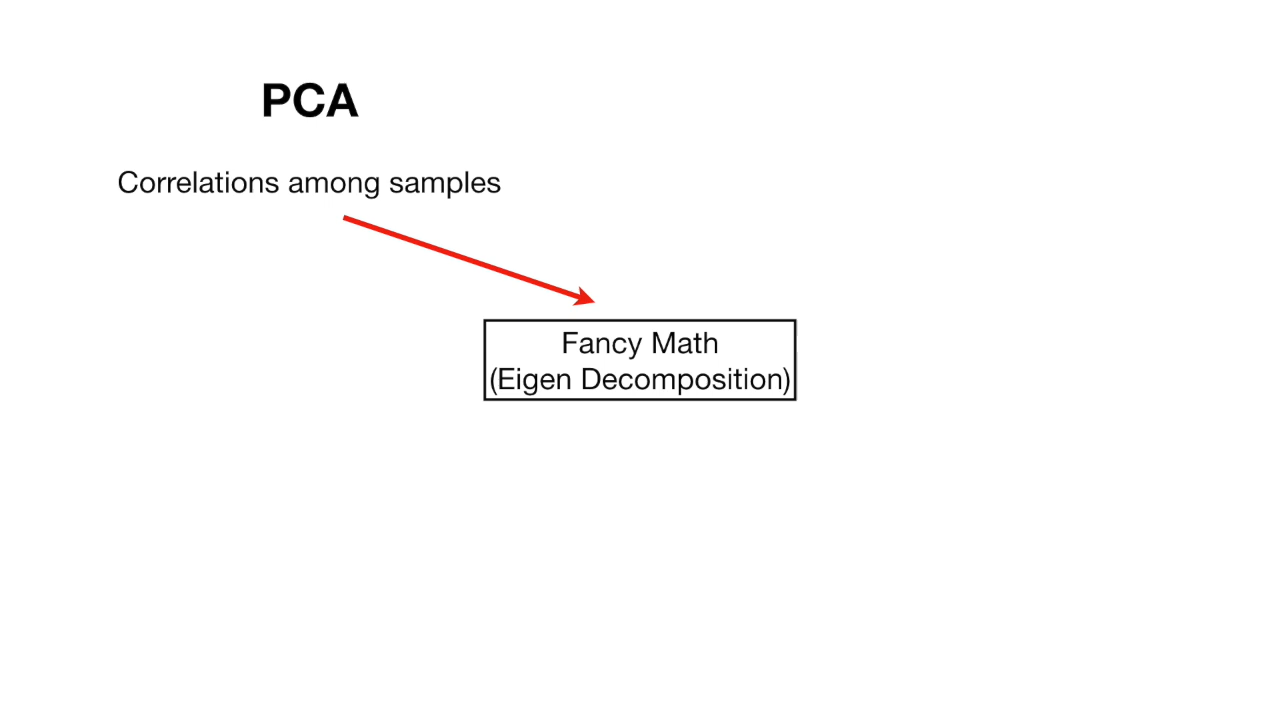 PCA
Correlations among samples
Fancy Math
(Eigen Decomposition)